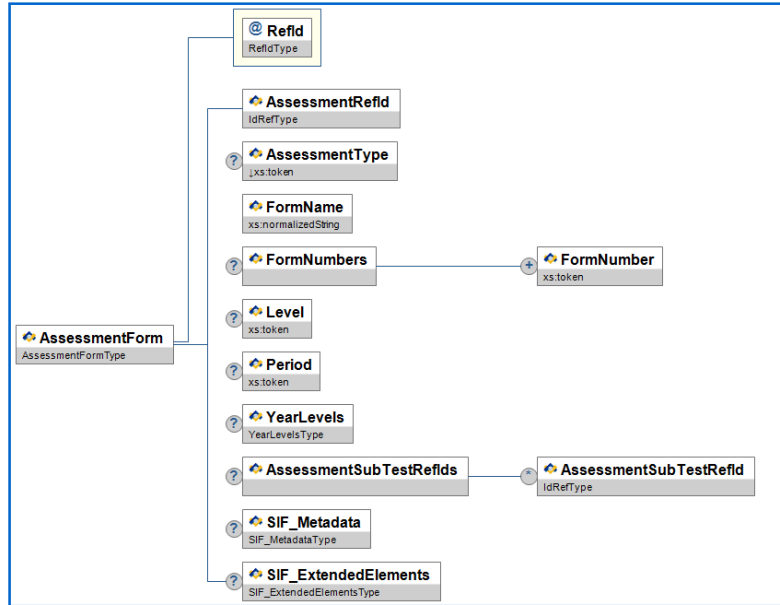 @ RefId
RefIdType
AssessmentRefId
IdRefType
? AssessmentType
↓xs:token
FormName
xs:normalizedString
? FormNumbers + FormNumber
xs:token
? Level
xs:token
AssessmentForm
AssessmentFormType
? Period
xs:token
? YearLevels
YearLevelsType
? AssessmentSubTestRefIds * AssessmentSubTestRefId
IdRefType
? SIF_Metadata
SIF_MetadataType
? SIF_ExtendedElements
SIF_ExtendedElementsType